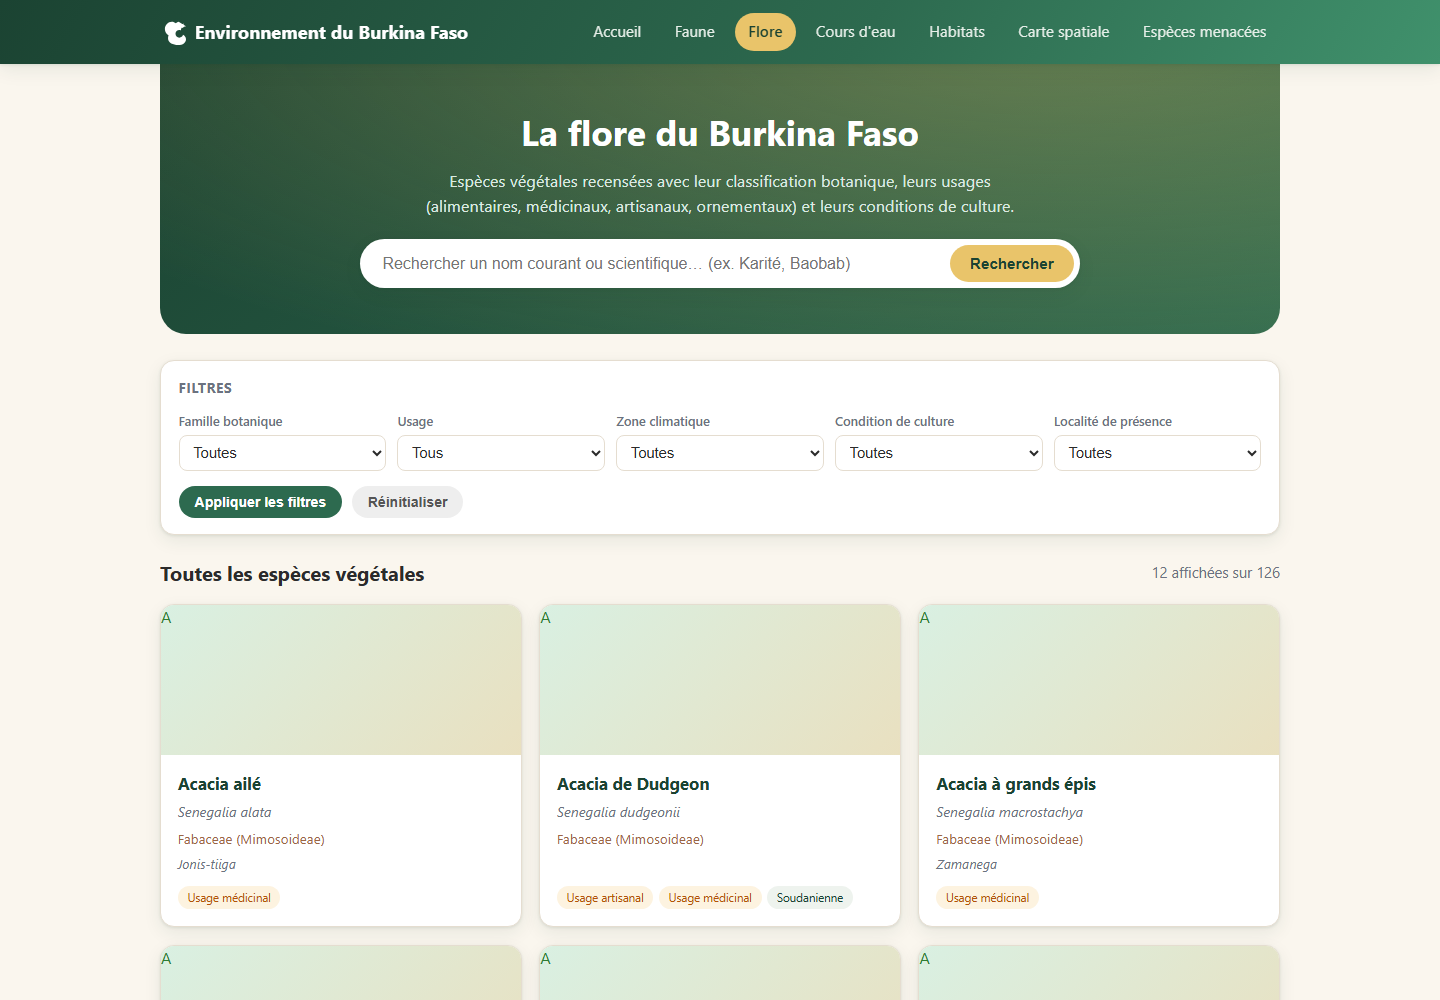 Environnement du Burkina Faso
Accueil
Faune
Flore
Cours d'eau
Habitats
Carte spatiale
Espèces menacées
La flore du Burkina Faso
Espèces végétales recensées avec leur classification botanique, leurs usages
(alimentaires, médicinaux, artisanaux, ornementaux) et leurs conditions de culture.
Rechercher un nom courant ou scientifique… (ex. Karité, Baobab)
Rechercher
FILTRES
Famille botanique
Usage
Zone climatique
Condition de culture
Localité de présence
Toutes
Tous
Toutes
Toutes
Toutes
Appliquer les filtres
Réinitialiser
Toutes les espèces végétales
12 affichées sur 126
A
Acacia ailé
Senegalia alata
Fabaceae (Mimosoideae)
Jonis-tiiga
Usage médicinal
A
Acacia de Dudgeon
Senegalia dudgeonii
Fabaceae (Mimosoideae)
Usage artisanal
Usage médicinal
Soudanienne
A
Acacia à grands épis
Senegalia macrostachya
Fabaceae (Mimosoideae)
Zamanega
Usage médicinal
A
A
A